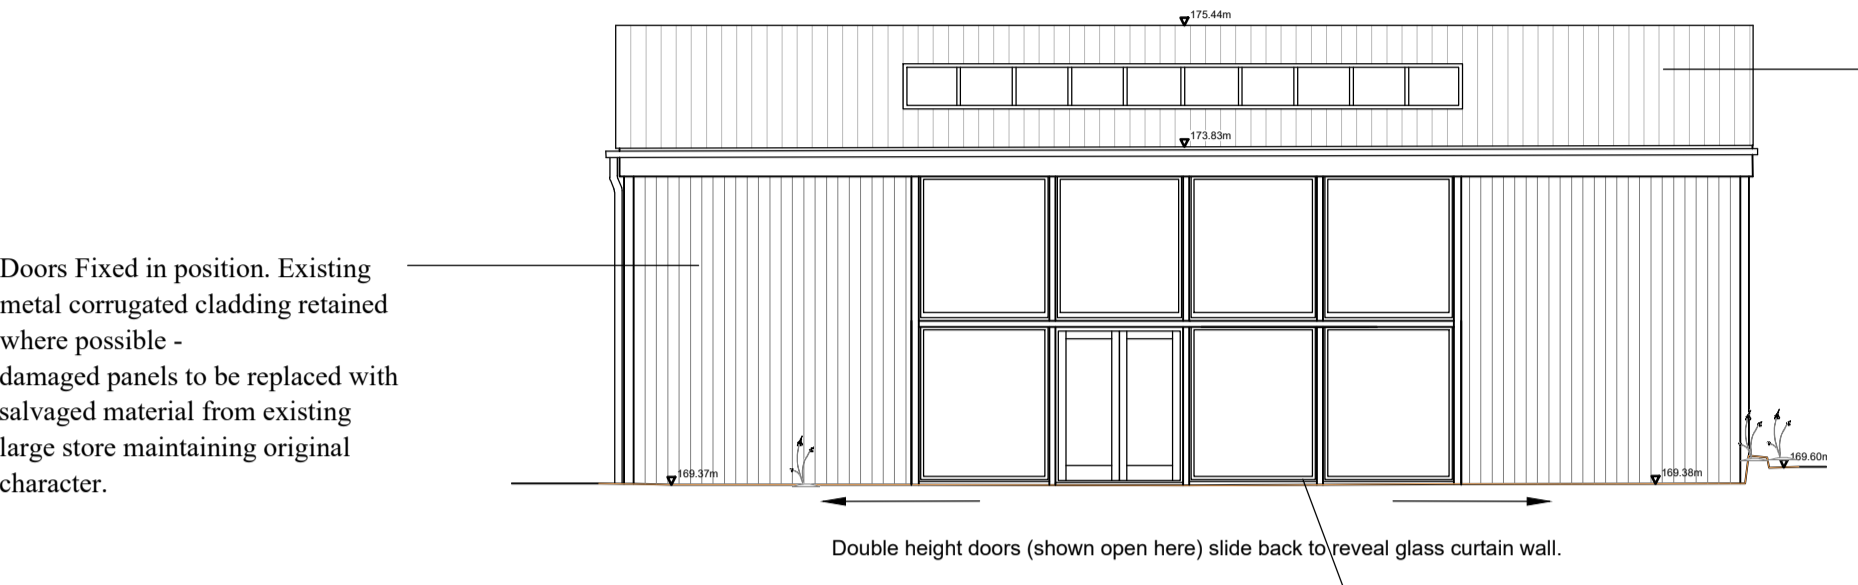 175.44m
173.83m
Doors Fixed in position. Existing
metal corrugated cladding retained
where possible -
damaged panels to be replaced with
salvaged material from existing
large store maintaining original
character.
169.37m
169.38m
169.60m
Double height doors (shown open here) slide back to reveal glass curtain wall.